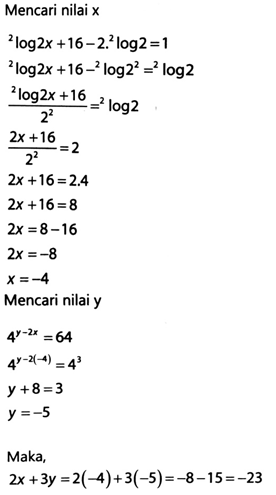 Mencari nilai x
²log2x+16−2.²log2=1
²log2x+16−²log2²=²log2
²log2x+16/2²=²log2
2x+16/2²=2
2x+16=2.4
2x+16=8
2x=8−16
2x=−8
x=−4
Mencari nilai y
4^(y−2x)=64
4^(y−2(−4))=4³
y+8=3
y=−5
Maka,
2x+3y=2(−4)+3(−5)=−8−15=−23